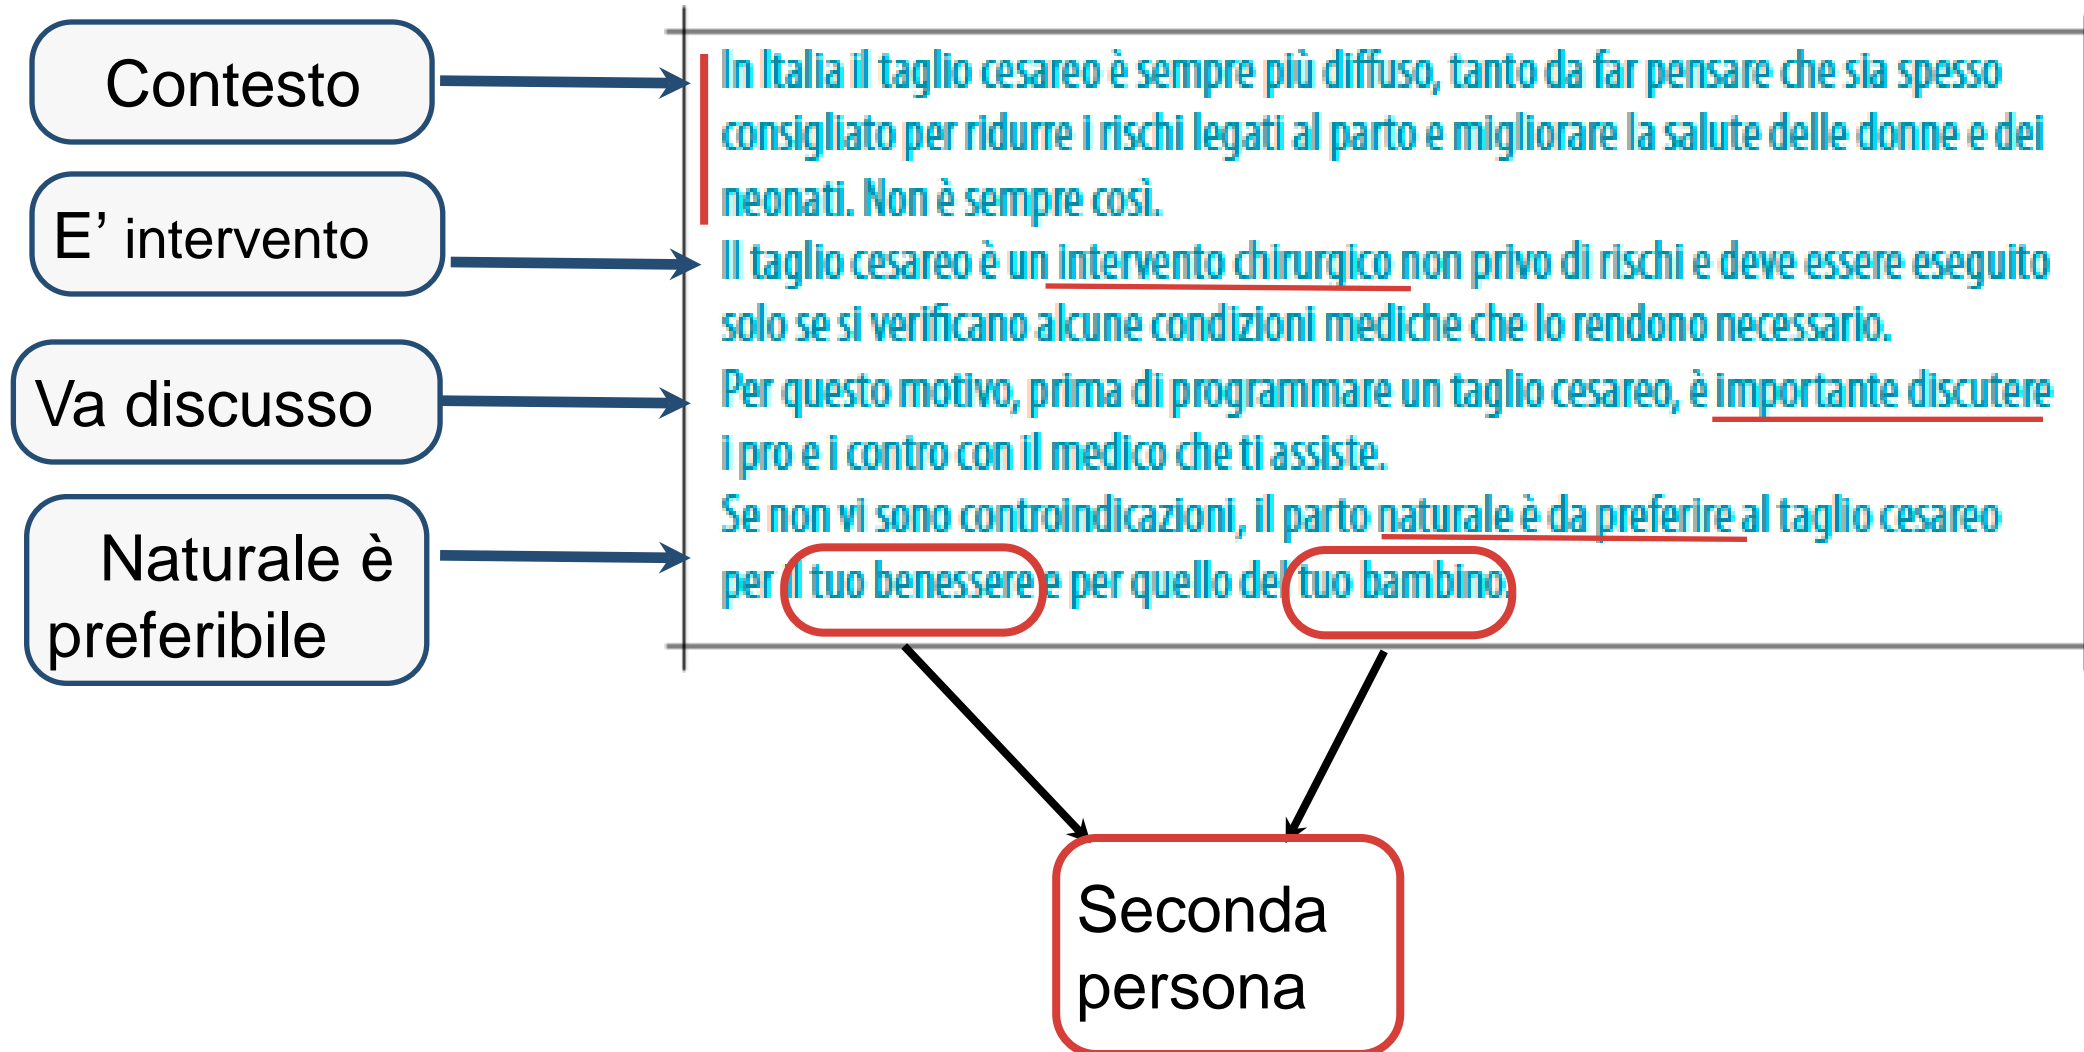 Contesto
E’ intervento
Va discusso
Naturale è
preferibile
In Italia il taglio cesareo è sempre più diffuso, tanto da far pensare che sia spesso
consigliato per ridurre i rischi legati al parto e migliorare la salute delle donne e dei
neonati. Non è sempre così.
Il taglio cesareo è un intervento chirurgico non privo di rischi e deve essere eseguito
solo se si verificano alcune condizioni mediche che lo rendono necessario.
Per questo motivo, prima di programmare un taglio cesareo, è importante discutere
i pro e i contro con il medico che ti assiste.
Se non vi sono controindicazioni, il parto naturale è da preferire al taglio cesareo
per il tuo benessere e per quello del tuo bambino.
Seconda
persona